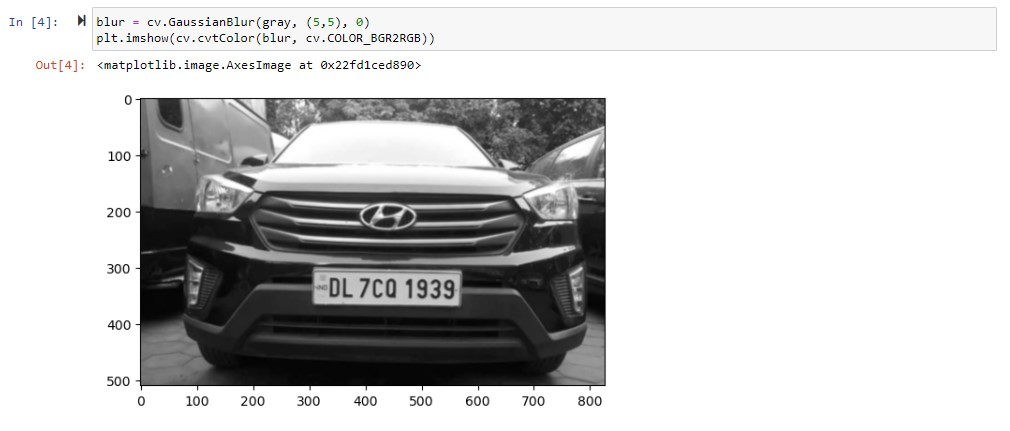 In [4]:
blur = cv.GaussianBlur(gray, (5,5), 0)
plt.imshow(cv.cvtColor(blur, cv.COLOR_BGR2RGB))
Out[4]: <matplotlib.image.AxesImage at 0x22fd1ced890>
0
100
200
300
400
500
IND DL 7CQ 1939
0 100 200 300 400 500 600 700 800